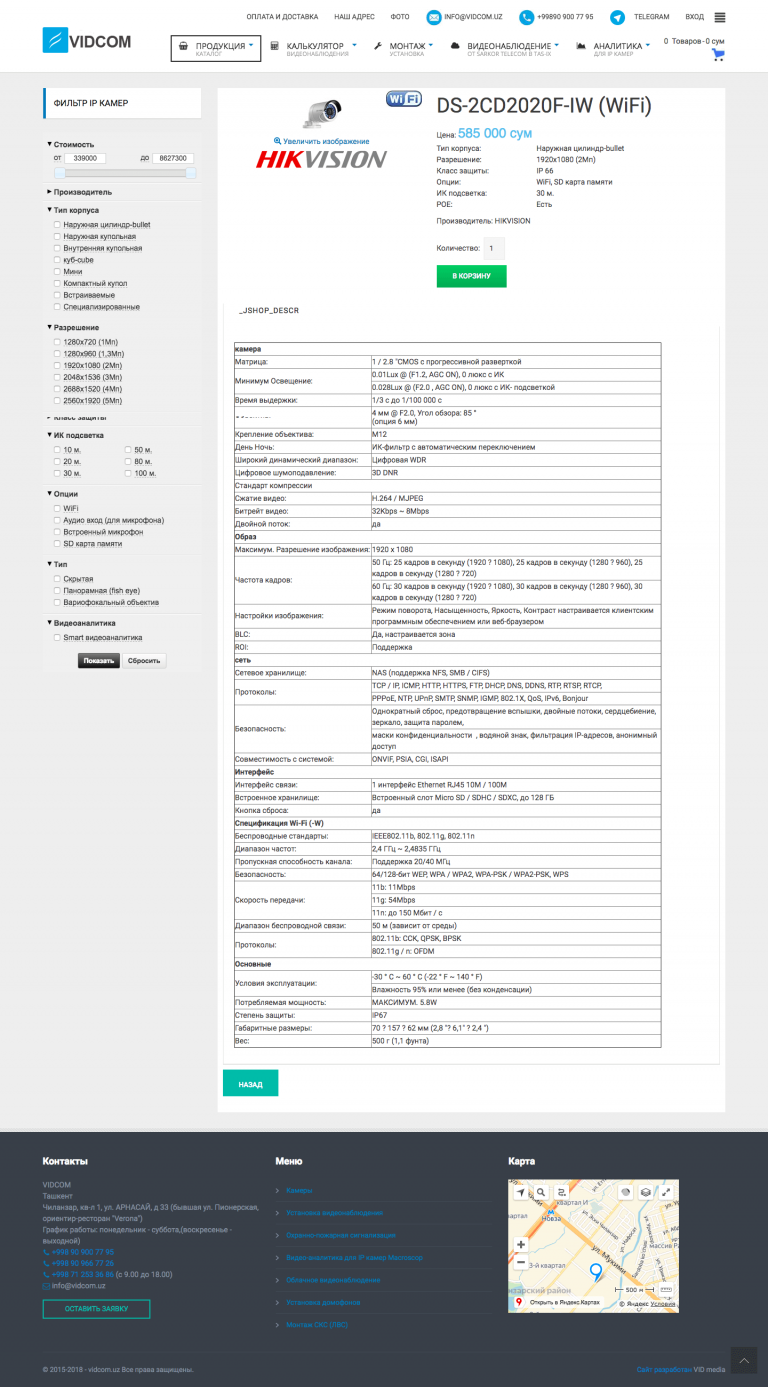 ОПЛАТА И ДОСТАВКА НАШ АДРЕС ФОТО INFO@VIDCOM.UZ +99890 900 77 95 TELEGRAM ВХОД
VIDCOM
ПРОДУКЦИЯ КАЛЬКУЛЯТОР МОНТАЖ ВИДЕОНАБЛЮДЕНИЕ АНАЛИТИКА 0 Товаров - 0 сум
КАТАЛОГ ВИДЕОНАБЛЮДЕНИЯ УСТАНОВКА ОТ SARKOR TELECOM В TAS-IX ДЛЯ IP КАМЕР
ФИЛЬТР IP КАМЕР
Стоимость
от 339000 до 8627300
Производитель
Тип корпуса
Наружная цилиндр-bullet
Наружная купольная
Внутренняя купольная
куб-cube
Мини
Компактный купол
Встраиваемые
Специализированные
Разрешение
1280x720 (1Мп)
1280x960 (1,3Мп)
1920x1080 (2Мп)
2048x1536 (3Мп)
2688x1520 (4Мп)
2560x1920 (5Мп)
Класс защиты
ИК подсветка
10 м. 50 м.
20 м. 80 м.
30 м. 100 м.
Опции
WiFi
Аудио вход (для микрофона)
Встроенный микрофон
SD карта памяти
Тип
Скрытая
Панорамная (fish eye)
Вариофокальный объектив
Видеоаналитика
Smart видеоаналитика
Показать Сбросить
WiFi
Увеличить изображение
HIKVISION
DS-2CD2020F-IW (WiFi)
Цена: 585 000 сум
Тип корпуса: Наружная цилиндр-bullet
Разрешение: 1920x1080 (2Мп)
Класс защиты: IP 66
Опции: WiFi, SD карта памяти
ИК подсветка: 30 м.
POE: Есть
Производитель: HIKVISION
Количество: 1
В КОРЗИНУ
_JSHOP_DESCR
камера
Матрица: 1 / 2.8 "CMOS с прогрессивной разверткой
Минимум Освещение: 0.01Lux @ (F1.2, AGC ON), 0 люкс с ИК
0.028Lux @ (F2.0 , AGC ON), 0 люкс с ИК- подсветкой
Время выдержки: 1/3 с до 1/100 000 с
4 мм @ F2.0, Угол обзора: 85 °
(опция 6 мм)
Крепление объектива: M12
День Ночь: ИК-фильтр с автоматическим переключением
Широкий динамический диапазон: Цифровая WDR
Цифровое шумоподавление: 3D DNR
Стандарт компрессии
Сжатие видео: H.264 / MJPEG
Битрейт видео: 32Kbps ~ 8Mbps
Двойной поток: да
Образ
Максимум. Разрешение изображения: 1920 x 1080
Частота кадров: 50 Гц: 25 кадров в секунду (1920 ? 1080), 25 кадров в секунду (1280 ? 960), 25
кадров в секунду (1280 ? 720)
60 Гц: 30 кадров в секунду (1920 ? 1080), 30 кадров в секунду (1280 ? 960), 30
кадров в секунду (1280 ? 720)
Настройки изображения: Режим поворота, Насыщенность, Яркость, Контраст настраивается клиентским
программным обеспечением или веб-браузером
BLC: Да, настраивается зона
ROI: Поддержка
сеть
Сетевое хранилище: NAS (поддержка NFS, SMB / CIFS)
Протоколы: TCP / IP, ICMP, HTTP, HTTPS, FTP, DHCP, DNS, DDNS, RTP, RTSP, RTCP,
PPPoE, NTP, UPnP, SMTP, SNMP, IGMP, 802.1X, QoS, IPv6, Bonjour
Безопасность: Однократный сброс, предотвращение вспышки, двойные потоки, сердцебиение,
зеркало, защита паролем,
маски конфиденциальности , водяной знак, фильтрация IP-адресов, анонимный
доступ
Совместимость с системой: ONVIF, PSIA, CGI, ISAPI
Интерфейс
Интерфейс связи: 1 интерфейс Ethernet RJ45 10M / 100M
Встроенное хранилище: Встроенный слот Micro SD / SDHC / SDXC, до 128 ГБ
Кнопка сброса: да
Спецификация Wi-Fi (-W)
Беспроводные стандарты: IEEE802.11b, 802.11g, 802.11n
Диапазон частот: 2,4 ГГц ~ 2,4835 ГГц
Пропускная способность канала: Поддержка 20/40 МГц
Безопасность: 64/128-бит WEP, WPA / WPA2, WPA-PSK / WPA2-PSK, WPS
Скорость передачи: 11b: 11Mbps
11g: 54Mbps
11n: до 150 Мбит / с
Диапазон беспроводной связи: 50 м (зависит от среды)
Протоколы: 802.11b: CCK, QPSK, BPSK
802.11g / n: OFDM
Основные
Условия эксплуатации: -30 ° C ~ 60 ° C (-22 ° F ~ 140 ° F)
Влажность 95% или менее (без конденсации)
Потребляемая мощность: МАКСИМУМ. 5.8W
Степень защиты: IP67
Габаритные размеры: 70 ? 157 ? 62 мм (2,8 "? 6,1" ? 2,4 ")
Вес: 500 г (1,1 фунта)
НАЗАД
Контакты
VIDCOM
Ташкент
Чиланзар, кв-л 1, ул. АРНАСАЙ, д 33 (бывшая ул. Пионерская,
ориентир-ресторан "Verona")
График работы: понедельник - суббота,(воскресенье -
выходной)
+998 90 900 77 95
+998 90 966 77 26
+998 71 253 36 86 (с 9.00 до 18.00)
info@vidcom.uz
ОСТАВИТЬ ЗАЯВКУ
Меню
Камеры
Установка видеонаблюдения
Охранно-пожарная сигнализация
Видео-аналитика для IP камер Macroscop
Облачное видеонаблюдение
Установка домофонов
Монтаж СКС (ЛВС)
Карта
квартал И
Новза
квартал
ул. Мукими
массив
3-й квартал
500 м
Открыть в Яндекс.Картах
© Яндекс Условия
© 2015-2018 - vidcom.uz Все права защищены.
Сайт разработан VID media